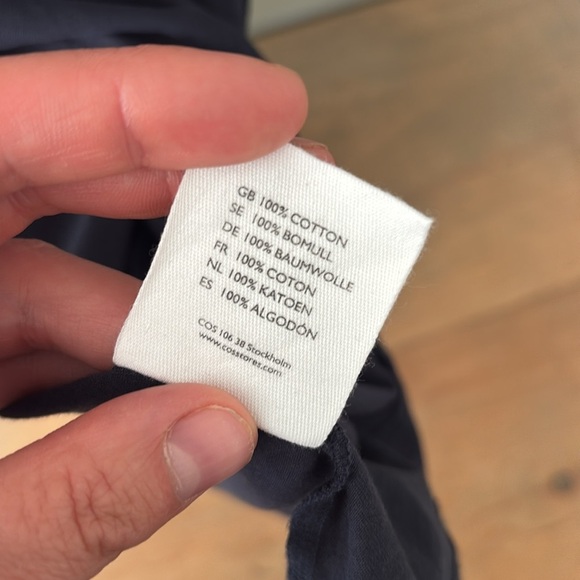 GB 100% COTTON
SE 100% BOMULL
DE 100% BAUMWOLLE
FR 100% COTON
NL 100% KATOEN
ES 100% ALGODÓN
COS 106 38 Stockholm
www.cosstores.com